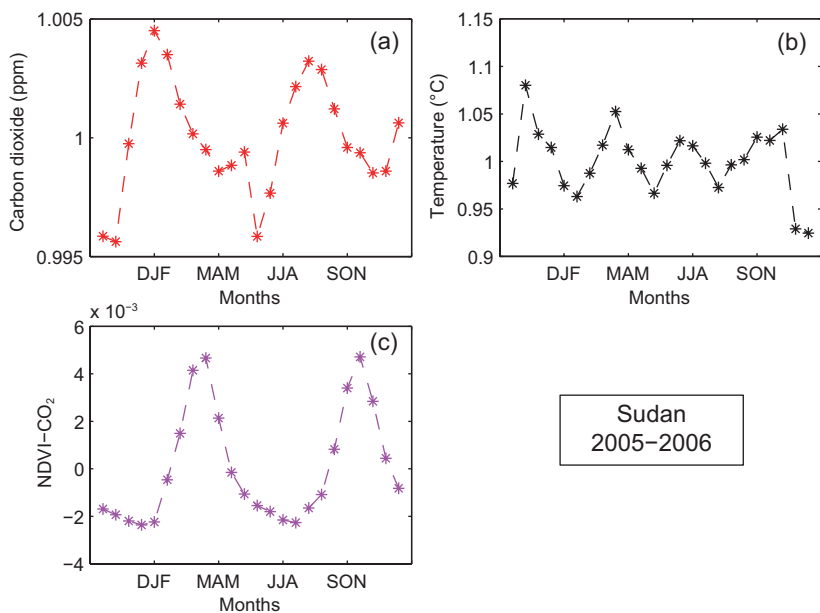 1.005
(a)
1
0.995
Carbon dioxide (ppm)
DJF MAM JJA SON
Months
1.15
(b)
1.1
1.05
1
0.95
0.9
Temperature (°C)
DJF MAM JJA SON
Months
x 10−3
6
(c)
4
2
0
−2
−4
NDVI−CO2
DJF MAM JJA SON
Months
Sudan
2005−2006